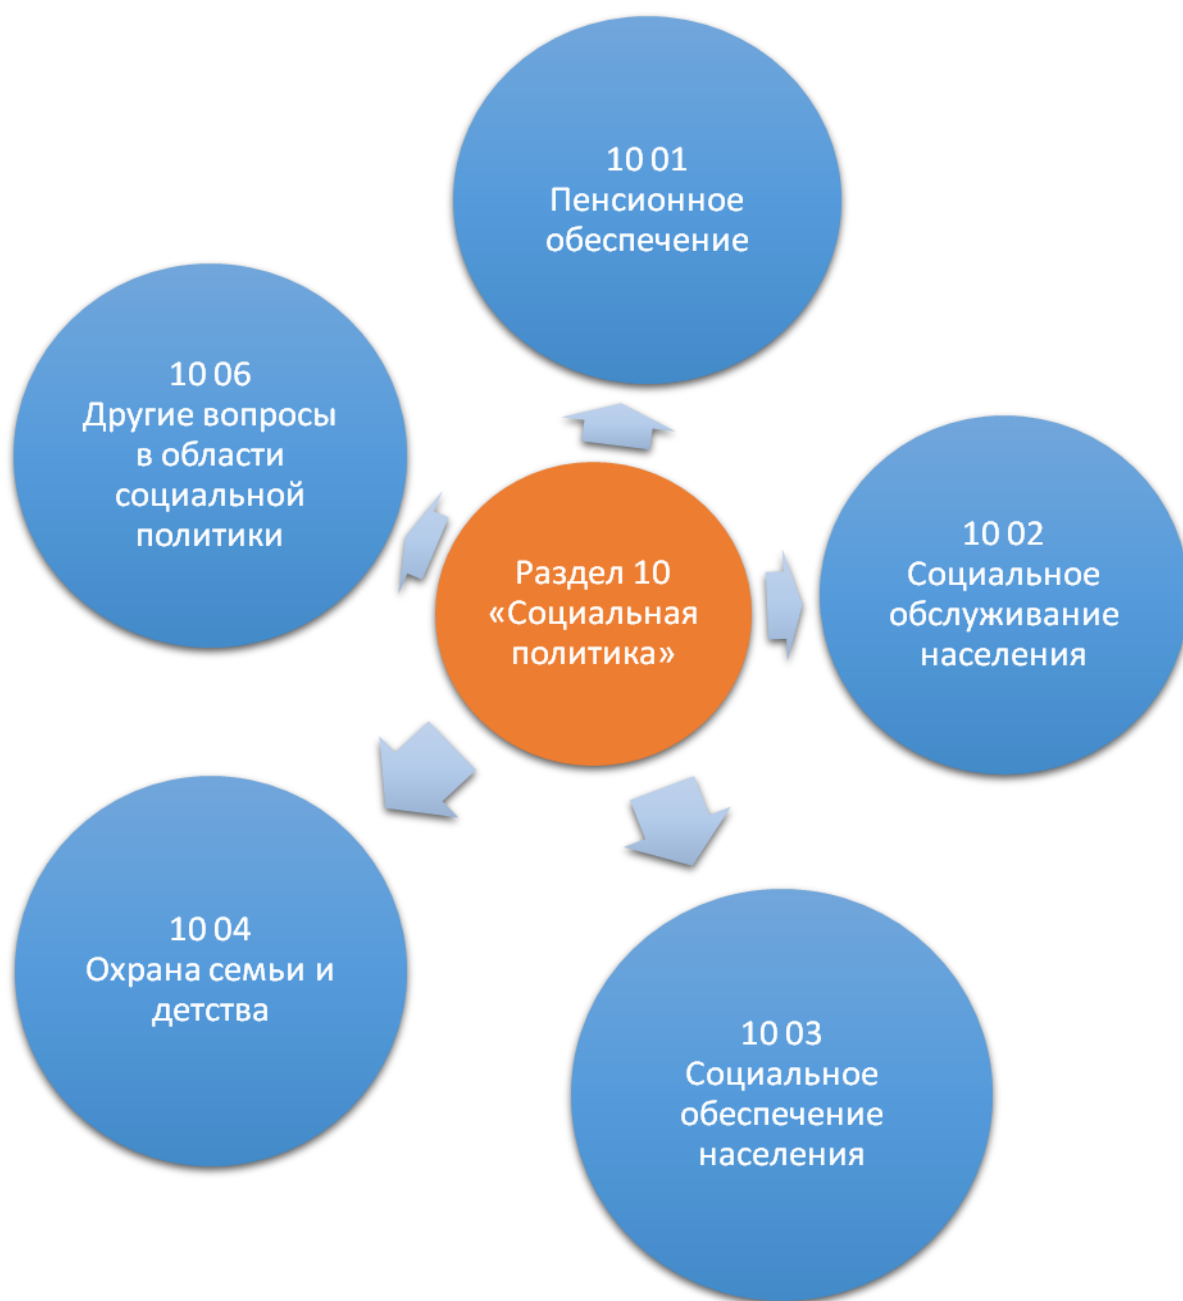 10 01
Пенсионное
обеспечение
10 06
Другие вопросы
в области
социальной
политики
10 02
Социальное
обслуживание
населения
Раздел 10
«Социальная
политика»
10 04
Охрана семьи и
детства
10 03
Социальное
обеспечение
населения